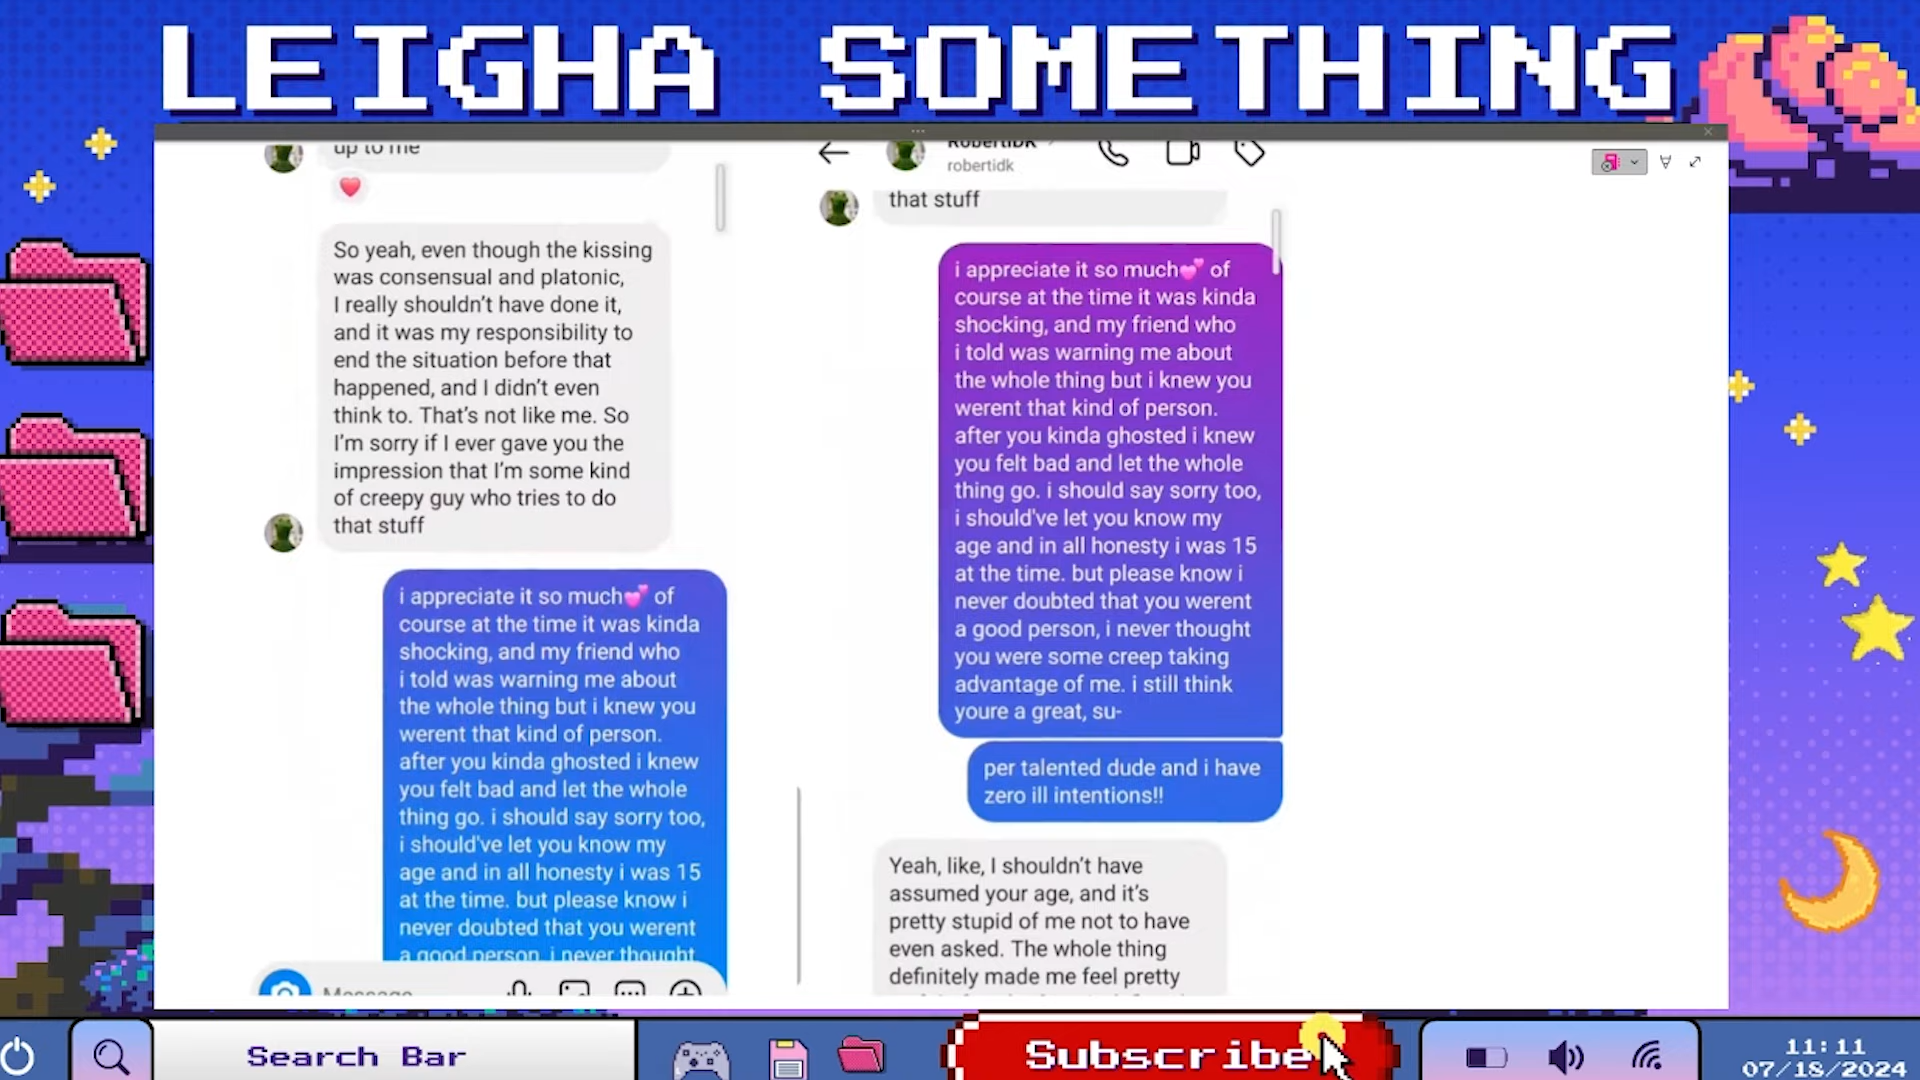 LEIGHA SOMETHING
up to me
So yeah, even though the kissing
was consensual and platonic,
I really shouldn't have done it,
and it was my responsibility to
end the situation before that
happened, and I didn't even
think to. That's not like me. So
I'm sorry if I ever gave you the
impression that I'm some kind
of creepy guy who tries to do
that stuff
i appreciate it so much💕 of
course at the time it was kinda
shocking, and my friend who
i told was warning me about
the whole thing but i knew you
werent that kind of person.
after you kinda ghosted i knew
you felt bad and let the whole
thing go. i should say sorry too,
i should've let you know my
age and in all honesty i was 15
at the time. but please know i
never doubted that you werent
a good person, i never thought
Message
RobertIDK
robertidk
that stuff
i appreciate it so much💕 of
course at the time it was kinda
shocking, and my friend who
i told was warning me about
the whole thing but i knew you
werent that kind of person.
after you kinda ghosted i knew
you felt bad and let the whole
thing go. i should say sorry too,
i should've let you know my
age and in all honesty i was 15
at the time. but please know i
never doubted that you werent
a good person, i never thought
you were some creep taking
advantage of me. i still think
youre a great, su-
per talented dude and i have
zero ill intentions!!
Yeah, like, I shouldn't have
assumed your age, and it's
pretty stupid of me not to have
even asked. The whole thing
definitely made me feel pretty
Search Bar
Subscribe
11:11
07/18/2024